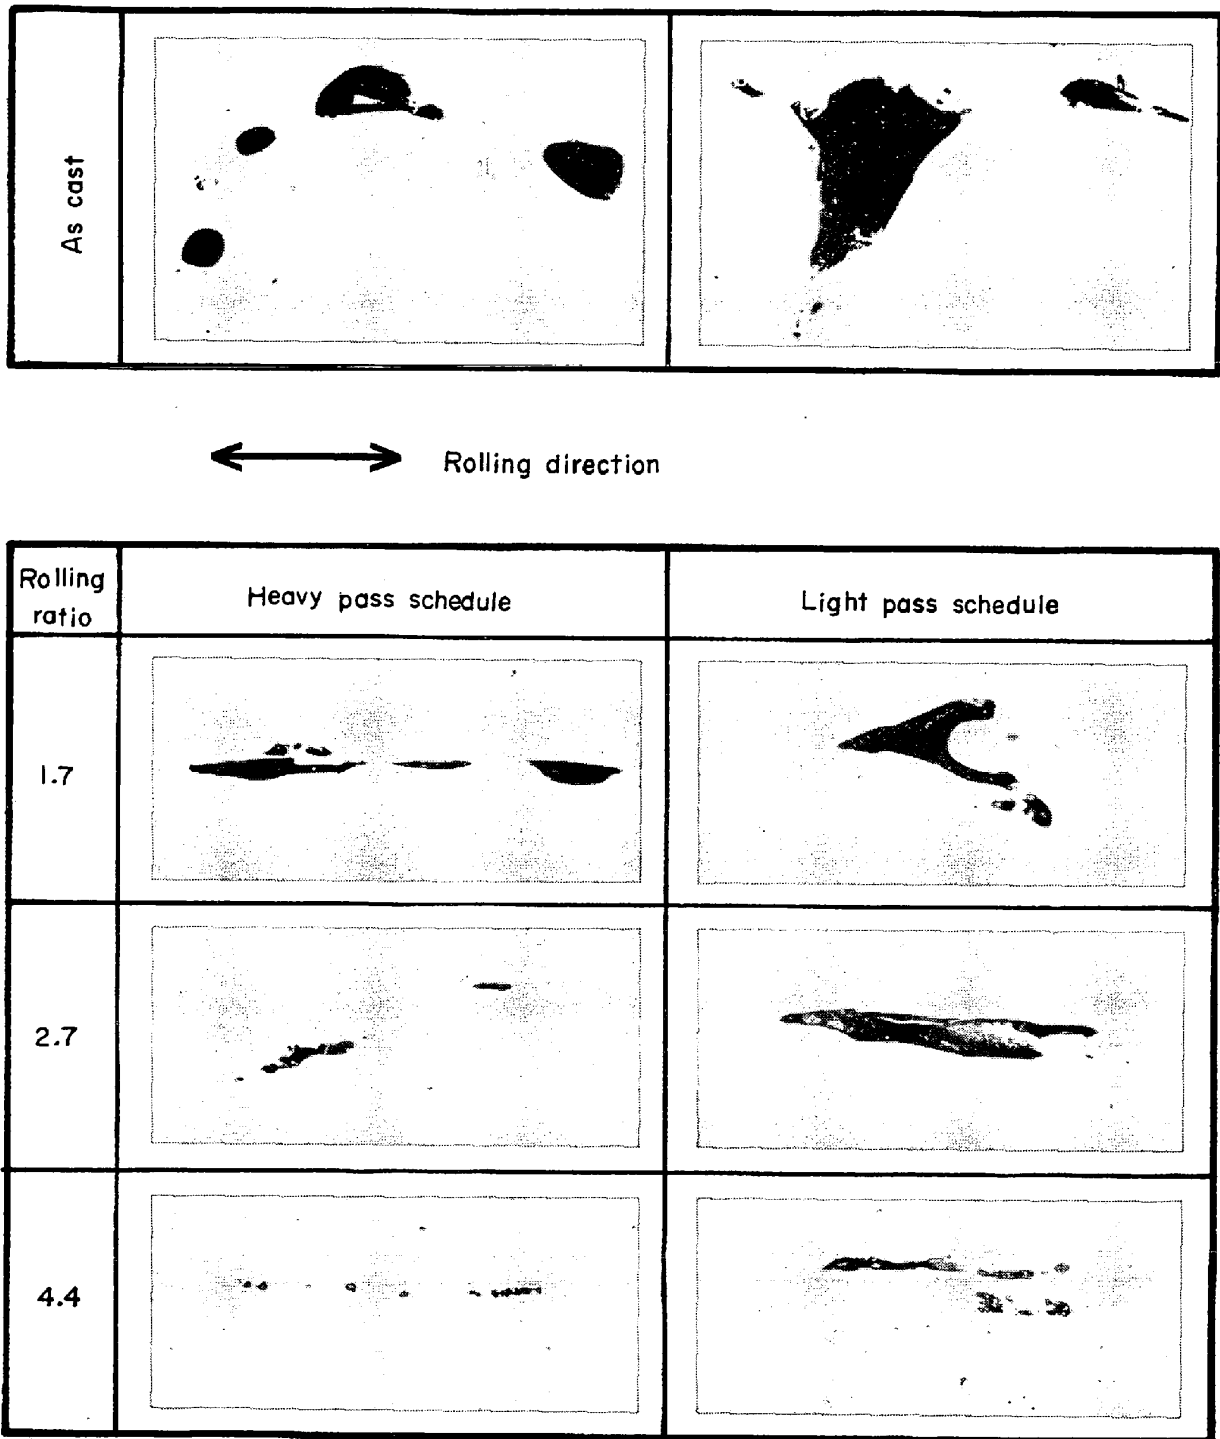 As cast
Rolling direction
Rolling
ratio
Heavy pass schedule
Light pass schedule
1.7
2.7
4.4